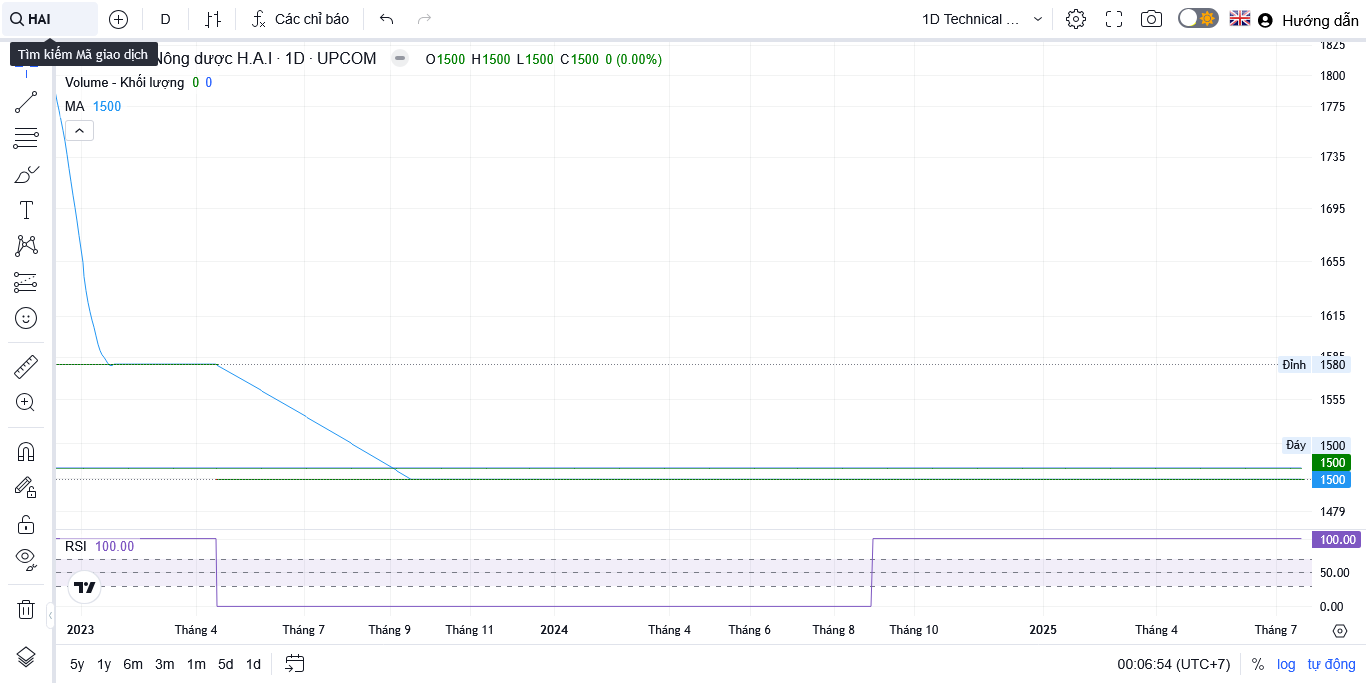 HAI
D
Các chỉ báo
1D Technical ...
Hướng dẫn
Tìm kiếm Mã giao dịch
Nông dược H.A.I · 1D · UPCOM
O1500 H1500 L1500 C1500 0 (0.00%)
Volume - Khối lượng 0 0
MA 1500
1825
1800
1775
1735
1695
1655
1615
1585
Đỉnh 1580
1555
Đáy 1500
1500
1500
1479
RSI 100.00
100.00
50.00
0.00
2023 Tháng 4 Tháng 7 Tháng 9 Tháng 11 2024 Tháng 4 Tháng 6 Tháng 8 Tháng 10 2025 Tháng 4 Tháng 7
5y 1y 6m 3m 1m 5d 1d
00:06:54 (UTC+7) % log tự động